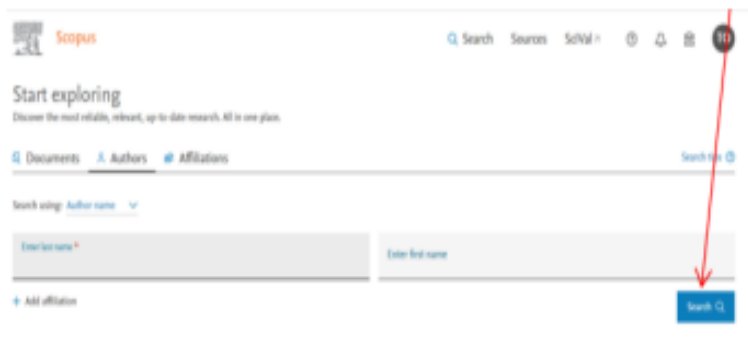 Scopus
Search Sources SciVal
Start exploring
Discover the most reliable, relevant, up-to-date research. All in one place.
Documents Authors Affiliations
Search tips
Search using: Author name
Enter last name *
Enter first name
+ Add affiliation
Search